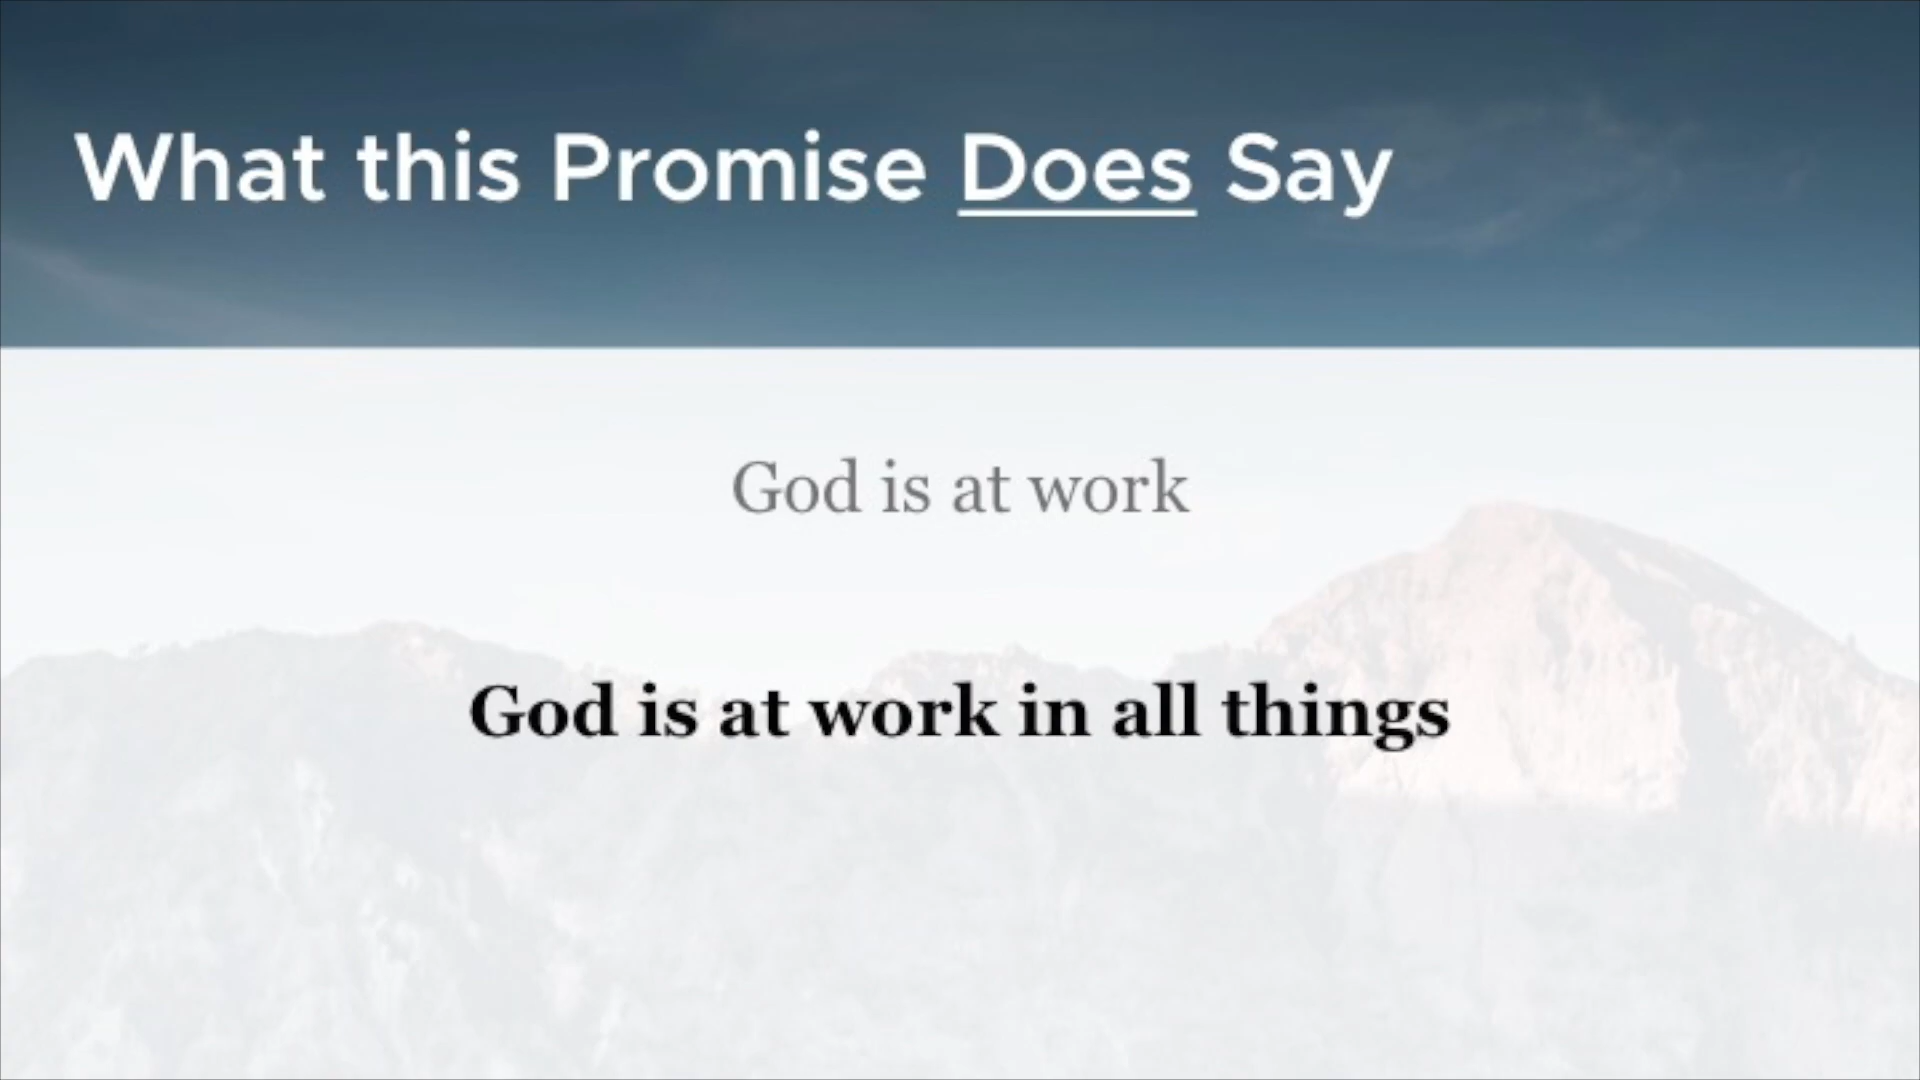 What this Promise Does Say
God is at work
God is at work in all things